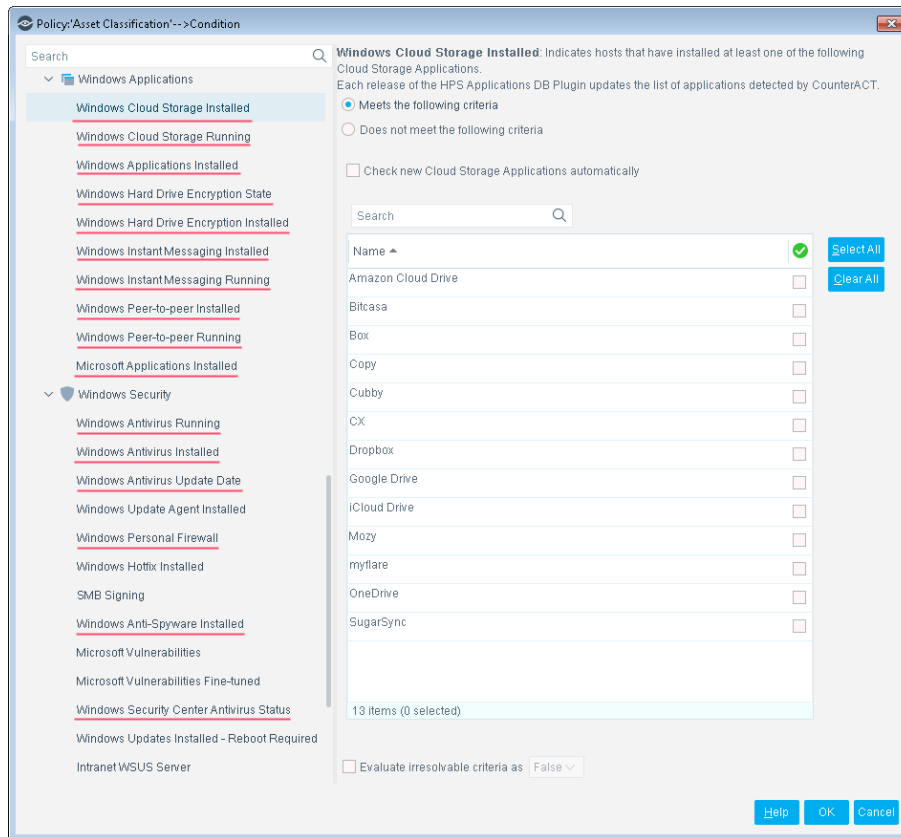 Policy:'Asset Classification'-->Condition
Search
Windows Applications
Windows Cloud Storage Installed
Windows Cloud Storage Running
Windows Applications Installed
Windows Hard Drive Encryption State
Windows Hard Drive Encryption Installed
Windows Instant Messaging Installed
Windows Instant Messaging Running
Windows Peer-to-peer Installed
Windows Peer-to-peer Running
Microsoft Applications Installed
Windows Security
Windows Antivirus Running
Windows Antivirus Installed
Windows Antivirus Update Date
Windows Update Agent Installed
Windows Personal Firewall
Windows Hotfix Installed
SMB Signing
Windows Anti-Spyware Installed
Microsoft Vulnerabilities
Microsoft Vulnerabilities Fine-tuned
Windows Security Center Antivirus Status
Windows Updates Installed - Reboot Required
Intranet WSUS Server
Windows Cloud Storage Installed: Indicates hosts that have installed at least one of the following
Cloud Storage Applications.
Each release of the HPS Applications DB Plugin updates the list of applications detected by CounterACT.
Meets the following criteria
Does not meet the following criteria
Check new Cloud Storage Applications automatically
Search
Name
Amazon Cloud Drive
Bitcasa
Box
Copy
Cubby
CX
Dropbox
Google Drive
iCloud Drive
Mozy
myflare
OneDrive
SugarSync
13 items (0 selected)
Select All
Clear All
Evaluate irresolvable criteria as False
Help OK Cancel